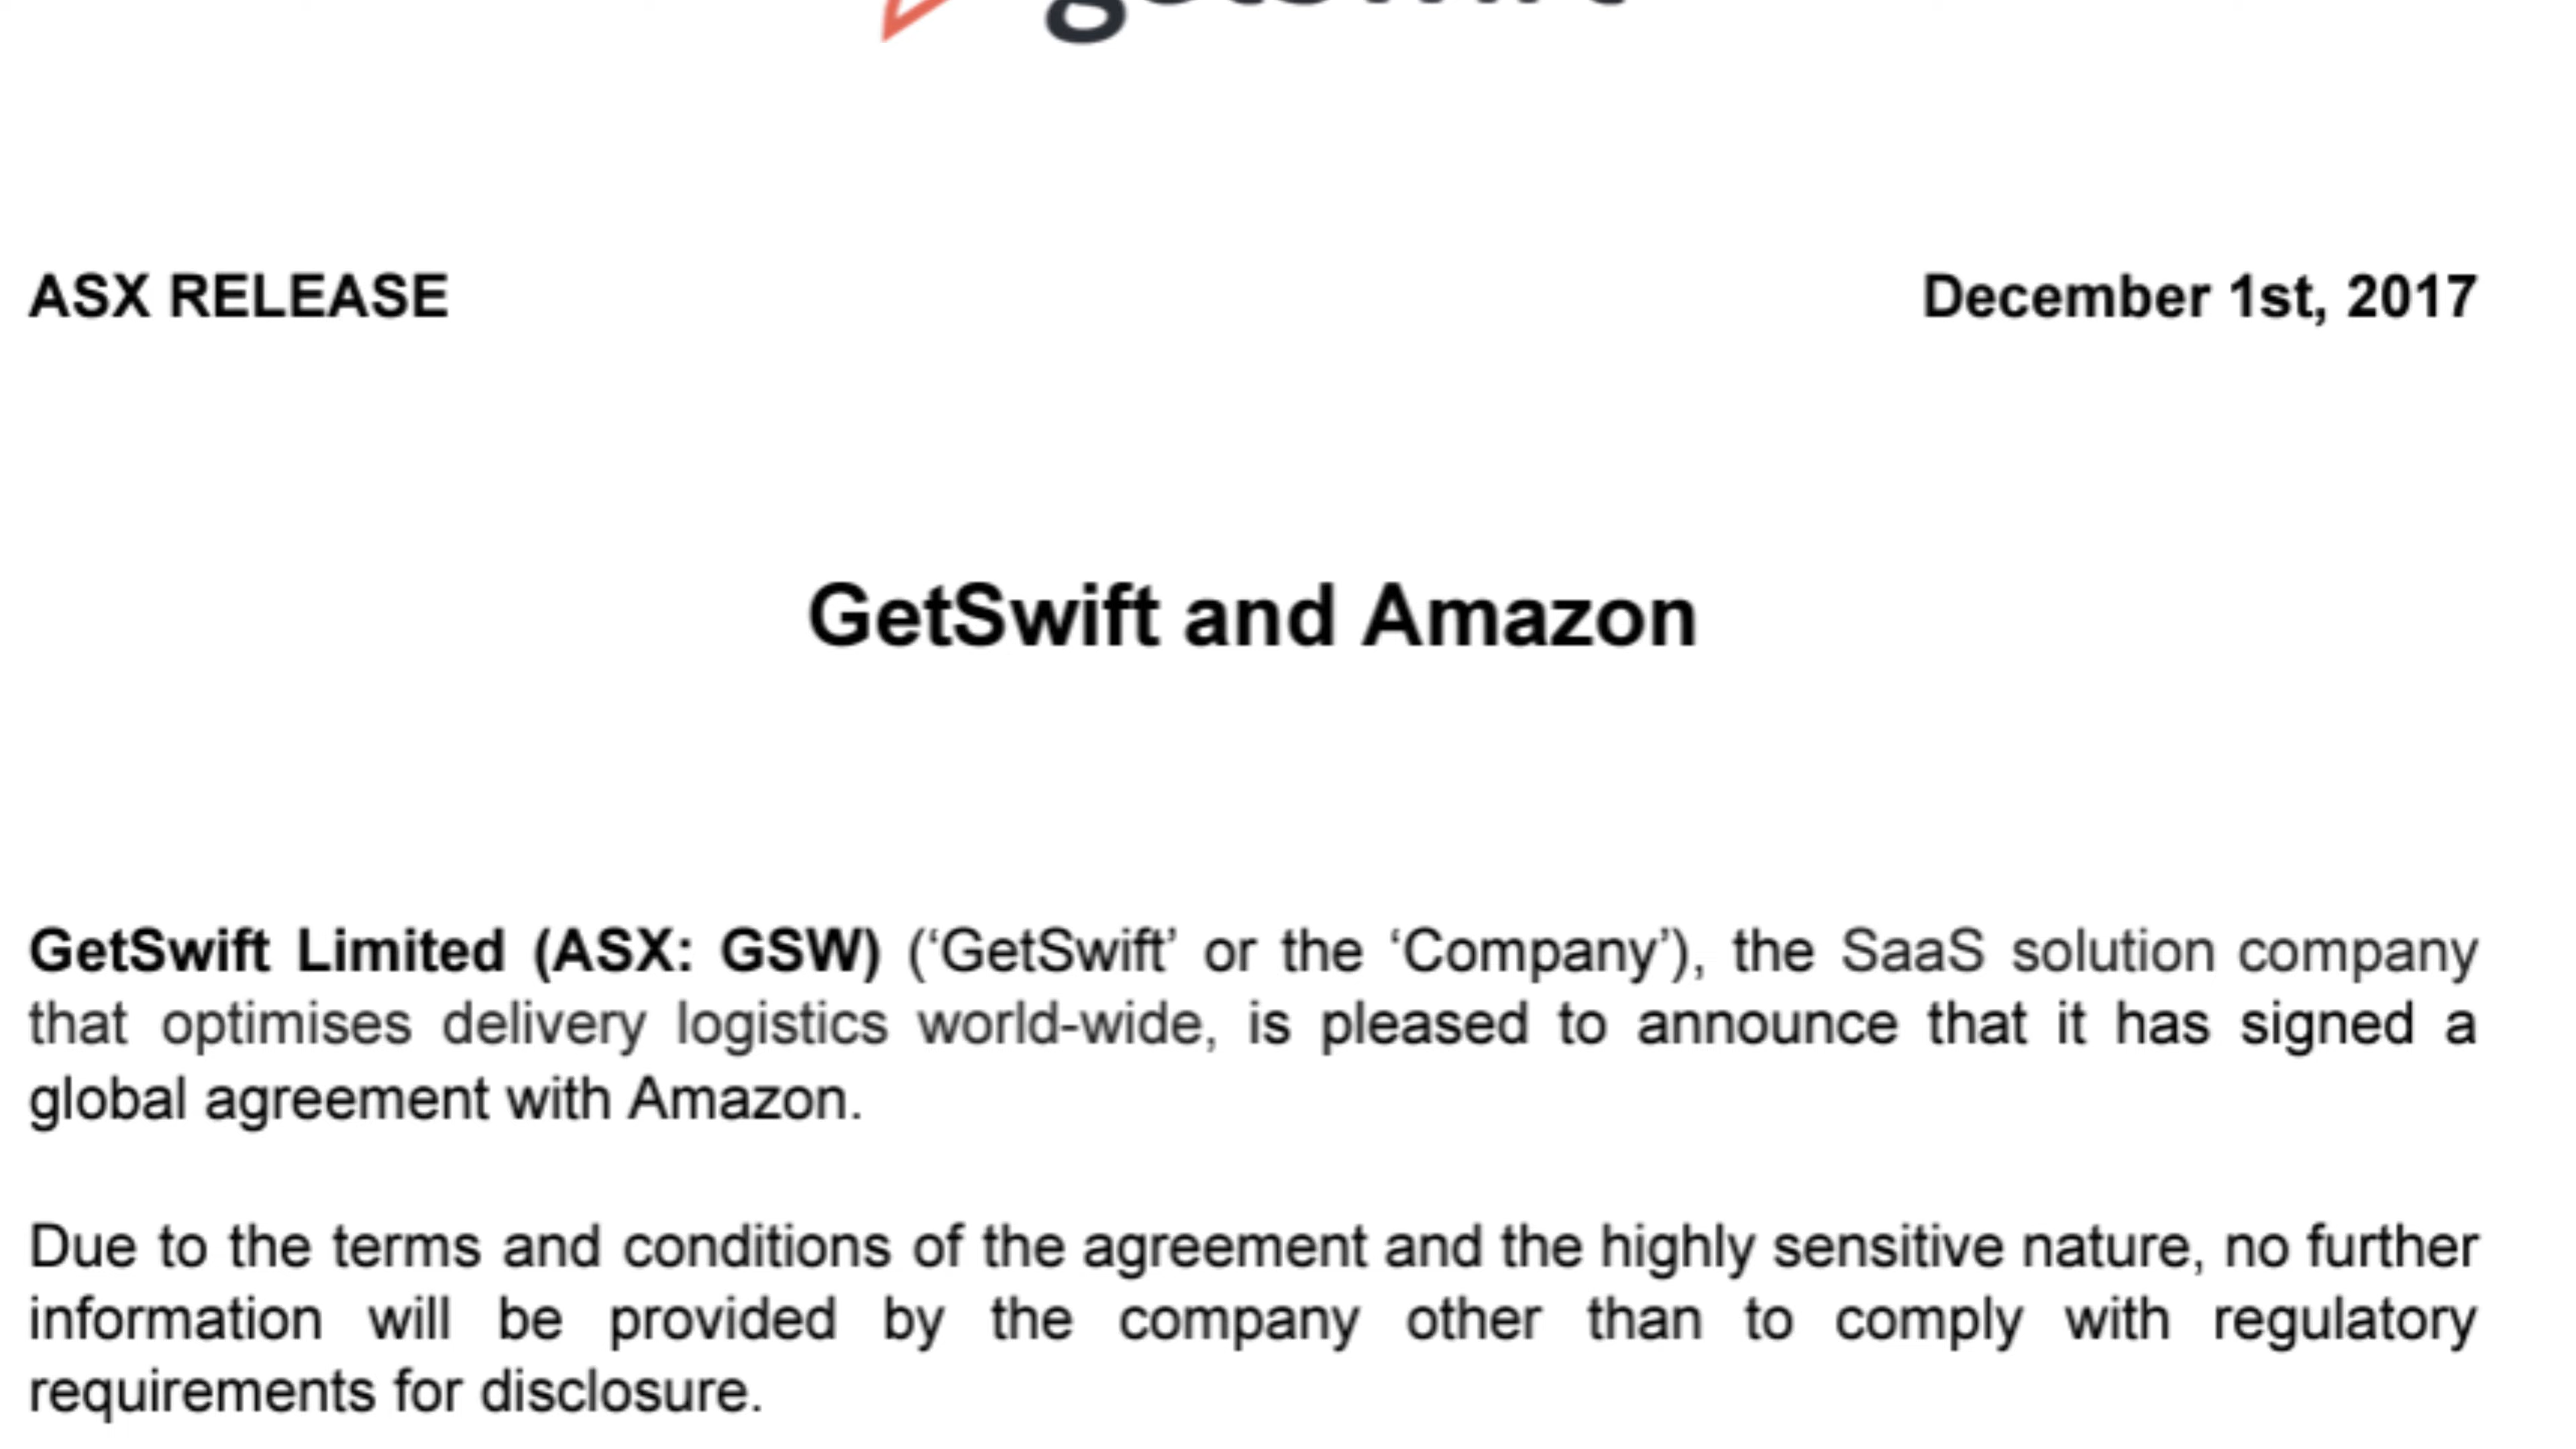 ASX RELEASE
December 1st, 2017
GetSwift and Amazon
GetSwift Limited (ASX: GSW) (‘GetSwift’ or the ‘Company’), the SaaS solution company
that optimises delivery logistics world-wide, is pleased to announce that it has signed a
global agreement with Amazon.
Due to the terms and conditions of the agreement and the highly sensitive nature, no further
information will be provided by the company other than to comply with regulatory
requirements for disclosure.